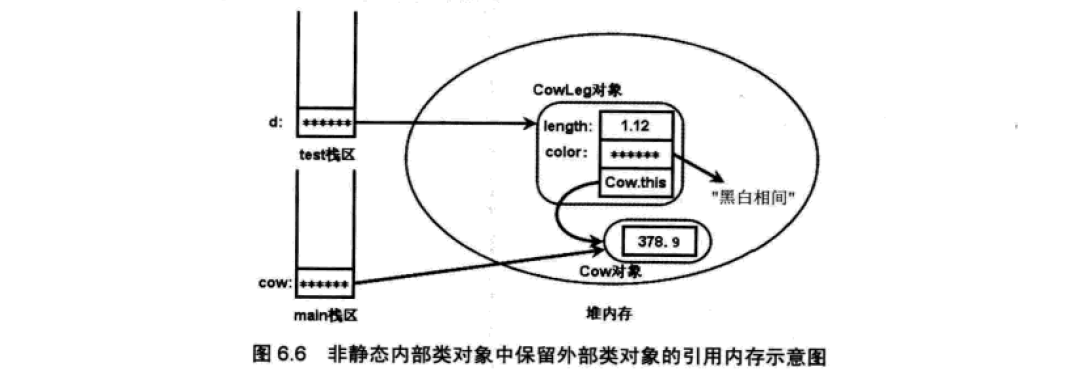 CowLeg对象
d: ******
length: 1.12
color: ******
test栈区
Cow.this
"黑白相间"
378.9
Cow对象
cow: ******
main栈区
堆内存
图 6.6 非静态内部类对象中保留外部类对象的引用内存示意图